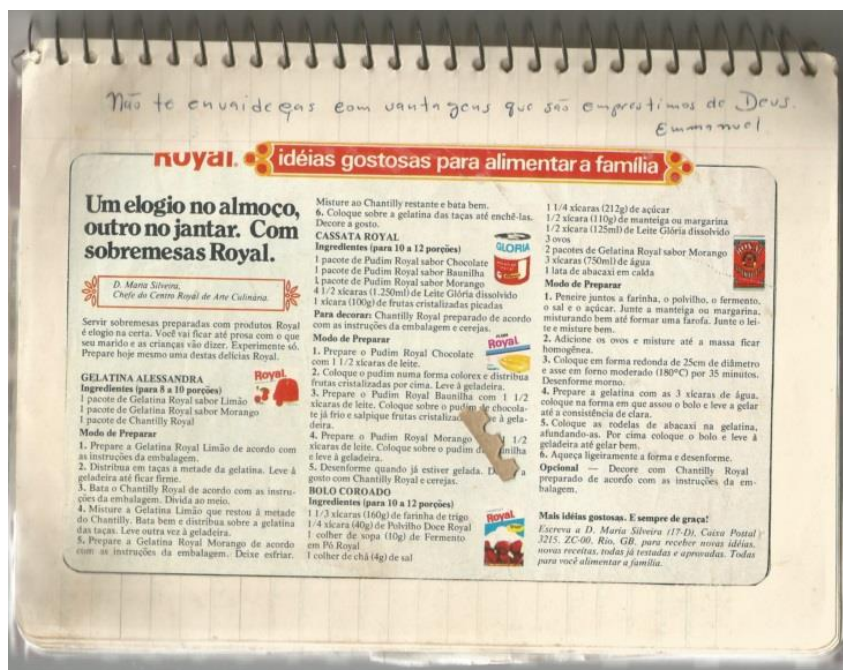 Não te envaideças com vantagens que são empréstimos de Deus.
Emmanuel
Royal. idéias gostosas para alimentar a família
Um elogio no almoço,
outro no jantar. Com
sobremesas Royal.
D. Maria Silveira,
Chefe do Centro Royal de Arte Culinária.
Servir sobremesas preparadas com produtos Royal
é elogio na certa. Você vai ficar até prosa com o que
seu marido e as crianças vão dizer. Experimente só.
Prepare hoje mesmo uma destas delícias Royal.
GELATINA ALESSANDRA
Ingredientes (para 8 a 10 porções)
1 pacote de Gelatina Royal sabor Limão
1 pacote de Gelatina Royal sabor Morango
1 pacote de Chantilly Royal
Royal
Modo de Preparar
1. Prepare a Gelatina Royal Limão de acordo com
as instruções da embalagem.
2. Distribua em taças a metade da gelatina. Leve à
geladeira até ficar firme.
3. Bata o Chantilly Royal de acordo com as instru-
ções da embalagem. Divida ao meio.
4. Misture a Gelatina Limão que restou à metade
do Chantilly. Bata bem e distribua sobre a gelatina
das taças. Leve outra vez à geladeira.
5. Prepare a Gelatina Royal Morango de acordo
com as instruções da embalagem. Deixe esfriar.
Misture ao Chantilly restante e bata bem.
6. Coloque sobre a gelatina das taças até enchê-las.
Decore a gosto.
CASSATA ROYAL
Ingredientes (para 10 a 12 porções)
1 pacote de Pudim Royal sabor Chocolate
1 pacote de Pudim Royal sabor Baunilha
1 pacote de Pudim Royal sabor Morango
4 1/2 xícaras (1.250ml) de Leite Glória dissolvido
1 xícara (100g) de frutas cristalizadas picadas
GLORIA
Para decorar: Chantilly Royal preparado de acordo
com as instruções da embalagem e cerejas.
Modo de Preparar
1. Prepare o Pudim Royal Chocolate
com 1 1/2 xícaras de leite.
Royal
2. Coloque o pudim numa forma colorex e distribua
frutas cristalizadas por cima. Leve à geladeira.
3. Prepare o Pudim Royal Baunilha com 1 1/2
xícaras de leite. Coloque sobre o pudim de chocola-
te já frio e salpique frutas e à gela-
deira.
4. Prepare o Pudim Royal Morango 1/2
xícaras de leite. Coloque sobre o pudim
e leve à geladeira.
5. Desenforme quando já estiver gelada. a
gosto com Chantilly Royal e cerejas.
BOLO COROADO
Ingredientes (para 10 a 12 porções)
1 1/3 xícaras (160g) de farinha de trigo
1/4 xícara (40g) de Polvilho Doce Royal
1 colher de sopa (10g) de Fermento
em Pó Royal
1 colher de chá (4g) de sal
Royal
1 1/4 xícaras (212g) de açúcar
1/2 xícara (110g) de manteiga ou margarina
1/2 xícara (125ml) de Leite Glória dissolvido
3 ovos
2 pacotes de Gelatina Royal sabor Morango
3 xícaras (750ml) de água
1 lata de abacaxi em calda
ROYAL
Modo de Preparar
1. Peneire juntos a farinha, o polvilho, o fermento,
o sal e o açúcar. Junte a manteiga ou margarina,
misturando bem até formar uma farofa. Junte o lei-
te e misture bem.
2. Adicione os ovos e misture até a massa ficar
homogênea.
3. Coloque em forma redonda de 25cm de diâmetro
e asse em forno moderado (180°C) por 35 minutos.
Desenforme morno.
4. Prepare a gelatina com as 3 xícaras de água,
coloque na forma em que assou o bolo e leve a gelar
até a consistência de clara.
5. Coloque as rodelas de abacaxi na gelatina,
afundando-as. Por cima coloque o bolo e leve à
geladeira até gelar bem.
6. Aqueça ligeiramente a forma e desenforme.
Opcional — Decore com Chantilly Royal
preparado de acordo com as instruções da em-
balagem.
Mais idéias gostosas. E sempre de graça!
Escreva a D. Maria Silveira (17-D), Caixa Postal
3215, ZC-00, Rio, GB, para receber novas idéias,
novas receitas, todas já testadas e aprovadas. Todas
para você alimentar a família.